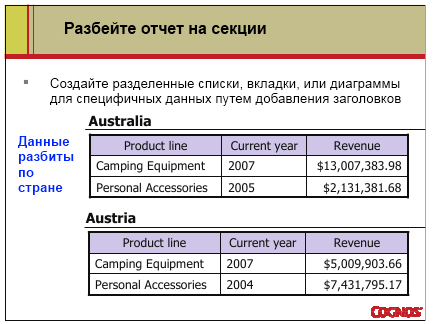 Разбейте отчет на секции
Создайте разделенные списки, вкладки, или диаграммы
для специфичных данных путем добавления заголовков
Данные
разбиты
по
стране
Australia
Product line Current year Revenue
Camping Equipment 2007 $13,007,383.98
Personal Accessories 2005 $2,131,381.68
Austria
Product line Current year Revenue
Camping Equipment 2007 $5,009,903.66
Personal Accessories 2004 $7,431,795.17
COGNOS